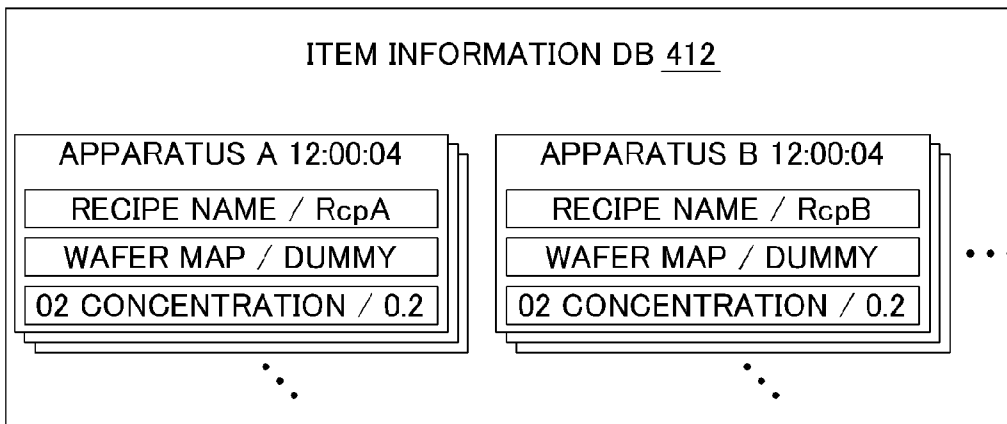 ITEM INFORMATION DB 412
APPARATUS A 12:00:04
RECIPE NAME / RcpA
WAFER MAP / DUMMY
02 CONCENTRATION / 0.2
APPARATUS B 12:00:04
RECIPE NAME / RcpB
WAFER MAP / DUMMY
02 CONCENTRATION / 0.2